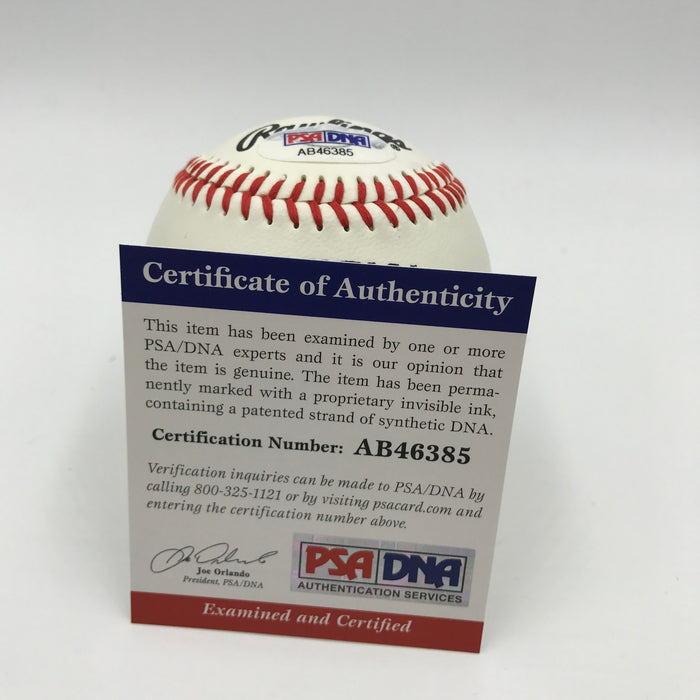 Rawlings
PSA DNA
AB46385
Certificate of Authenticity
This item has been examined by one or more
PSA/DNA experts and it is our opinion that
the item is genuine. The item has been perma-
nently marked with a proprietary invisible ink,
containing a patented strand of synthetic DNA.
Certification Number: AB46385
Verification inquiries can be made to PSA/DNA by
calling 800-325-1121 or by visiting psacard.com and
entering the certification number above.
Joe Orlando
President, PSA/DNA
PSA DNA
AUTHENTICATION SERVICES
Examined and Certified